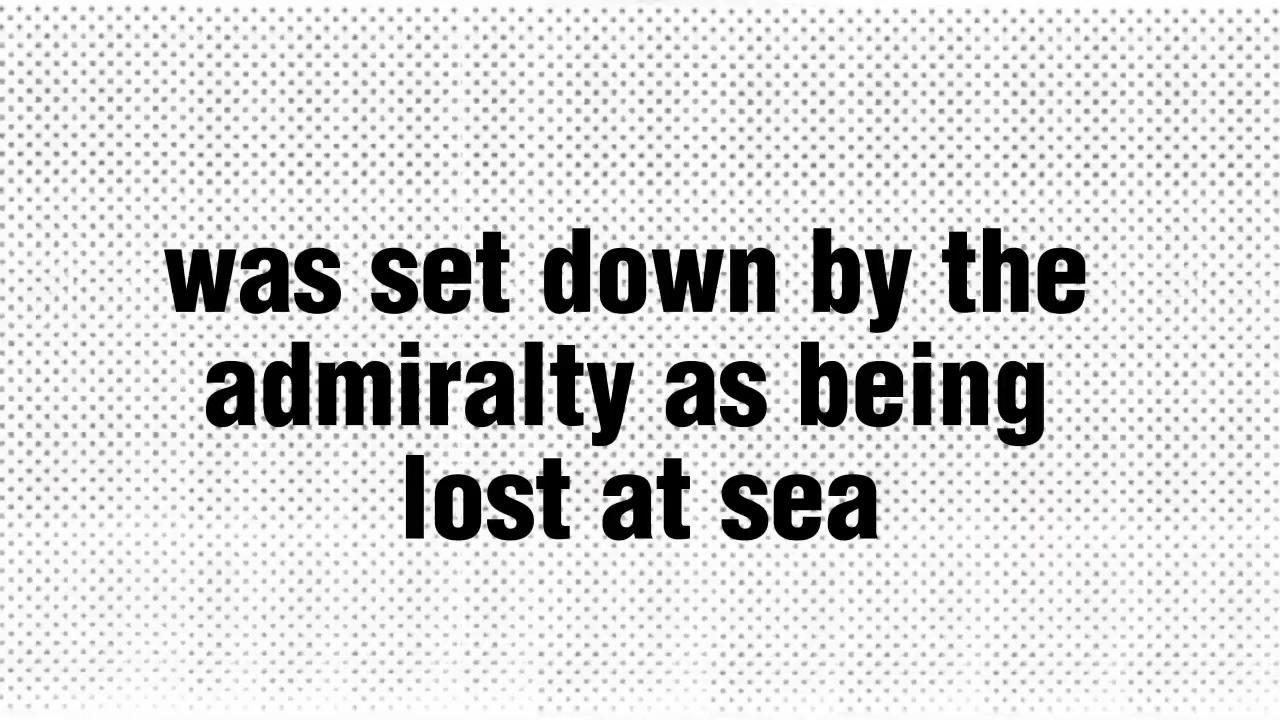 was set down by the
admiralty as being
lost at sea